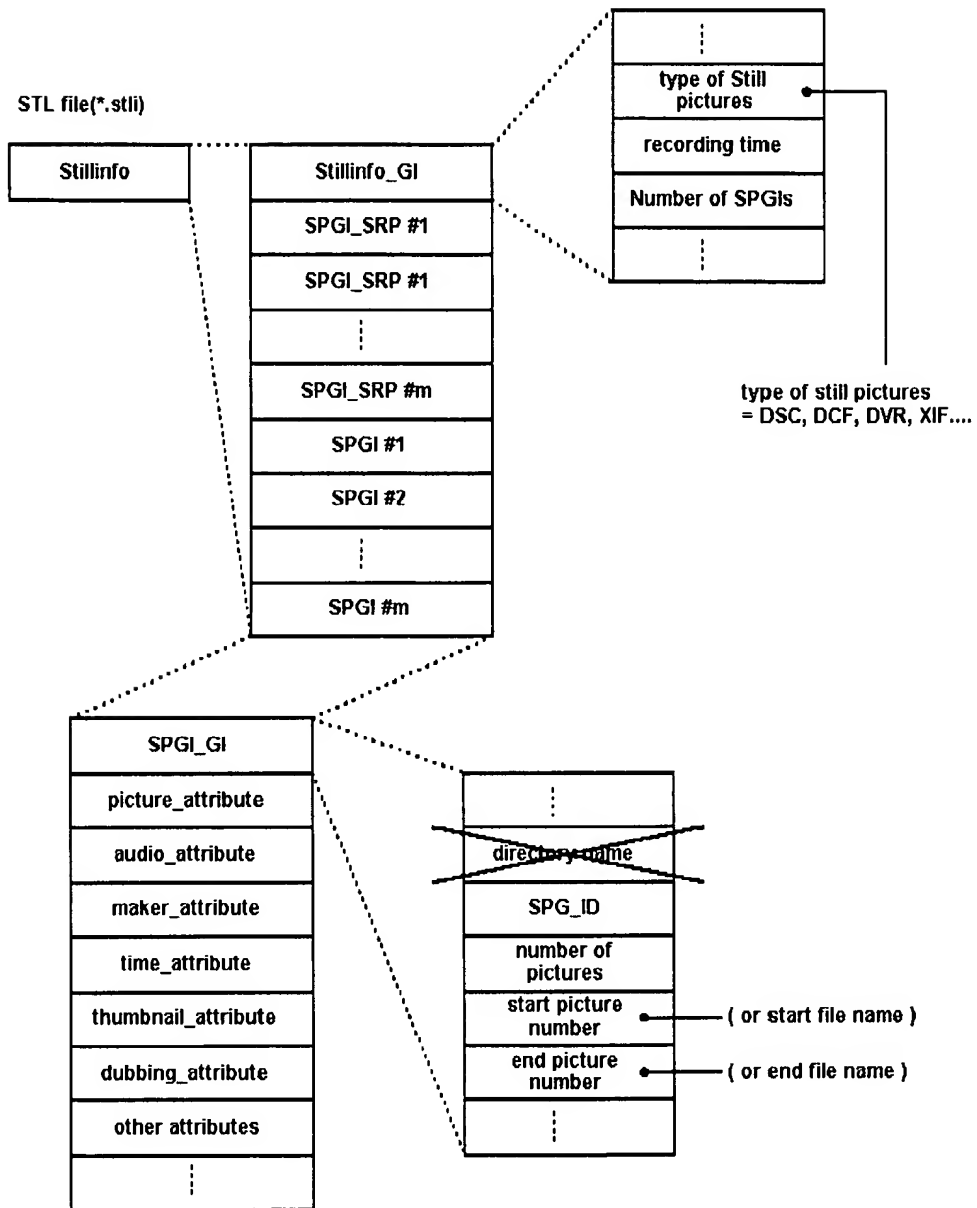 STL file(*.stli)
Stillinfo
Stillinfo_GI
SPGI_SRP #1
SPGI_SRP #1
SPGI_SRP #m
SPGI #1
SPGI #2
SPGI #m
type of Still
pictures
recording time
Number of SPGIs
type of still pictures
= DSC, DCF, DVR, XIF....
SPGI_GI
picture_attribute
audio_attribute
maker_attribute
time_attribute
thumbnail_attribute
dubbing_attribute
other attributes
directory name
SPG_ID
number of
pictures
start picture
number
( or start file name )
end picture
number
( or end file name )